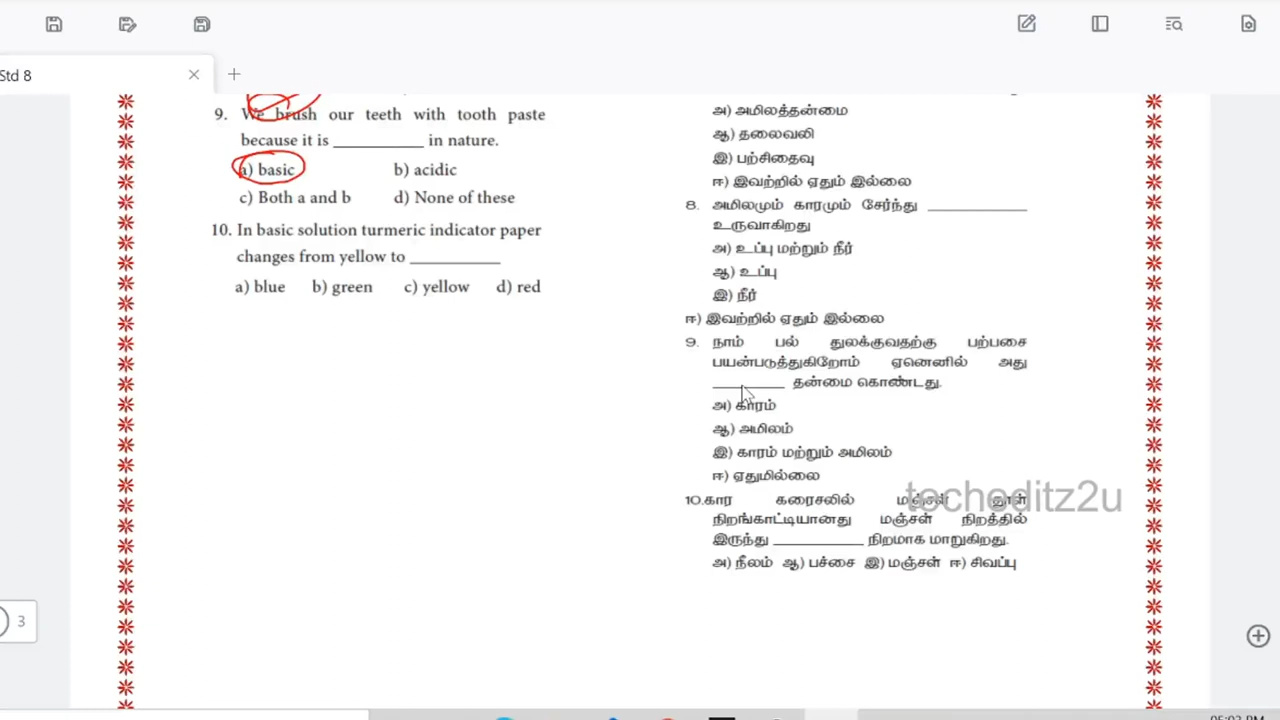 Std 8
9. We brush our teeth with tooth paste
because it is __________ in nature.
a) basic b) acidic
c) Both a and b d) None of these
10. In basic solution turmeric indicator paper
changes from yellow to __________
a) blue b) green c) yellow d) red
அ) அமிலத்தன்மை
ஆ) தலைவலி
இ) பற்சிதைவு
ஈ) இவற்றில் ஏதும் இல்லை
8. அமிலமும் காரமும் சேர்ந்து __________
உருவாகிறது
அ) உப்பு மற்றும் நீர்
ஆ) உப்பு
இ) நீர்
ஈ) இவற்றில் ஏதும் இல்லை
9. நாம் பல் துலக்குவதற்கு பற்பசை
பயன்படுத்துகிறோம் ஏனெனில் அது
________ தன்மை கொண்டது.
அ) காரம்
ஆ) அமிலம்
இ) காரம் மற்றும் அமிலம்
ஈ) ஏதுமில்லை
10.கார கரைசலில் மஞ்சள் தாள்
நிறங்காட்டியானது மஞ்சள் நிறத்தில்
இருந்து __________ நிறமாக மாறுகிறது.
அ) நீலம் ஆ) பச்சை இ) மஞ்சள் ஈ) சிவப்பு
techeditz2u
3